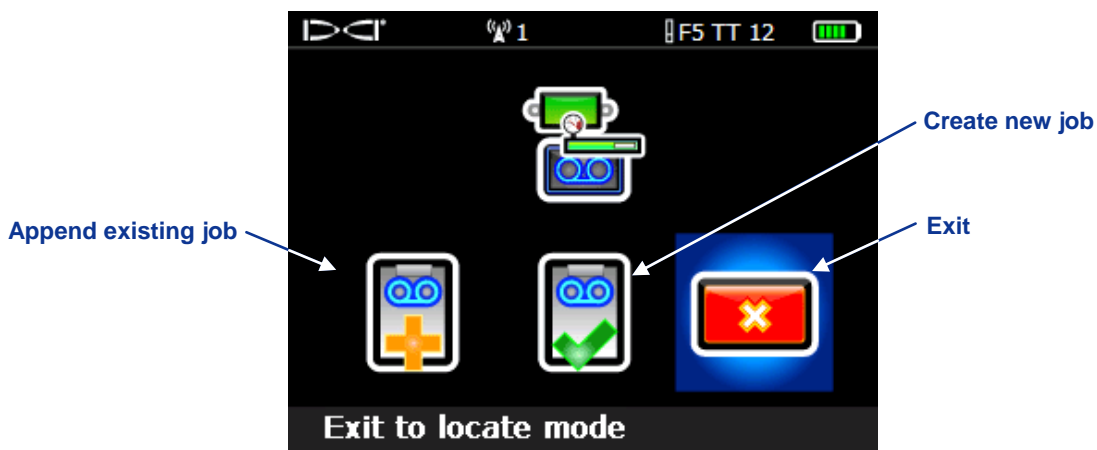 DCI
1
F5 TT 12
Create new job
Append existing job
Exit
Exit to locate mode